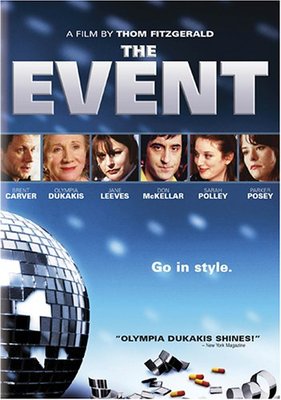 A FILM BY THOM FITZGERALD
THE
EVENT
BRENT CARVER
OLYMPIA DUKAKIS
JANE LEEVES
DON McKELLAR
SARAH POLLEY
PARKER POSEY
Go in style.
"OLYMPIA DUKAKIS SHINES!"
– New York Magazine